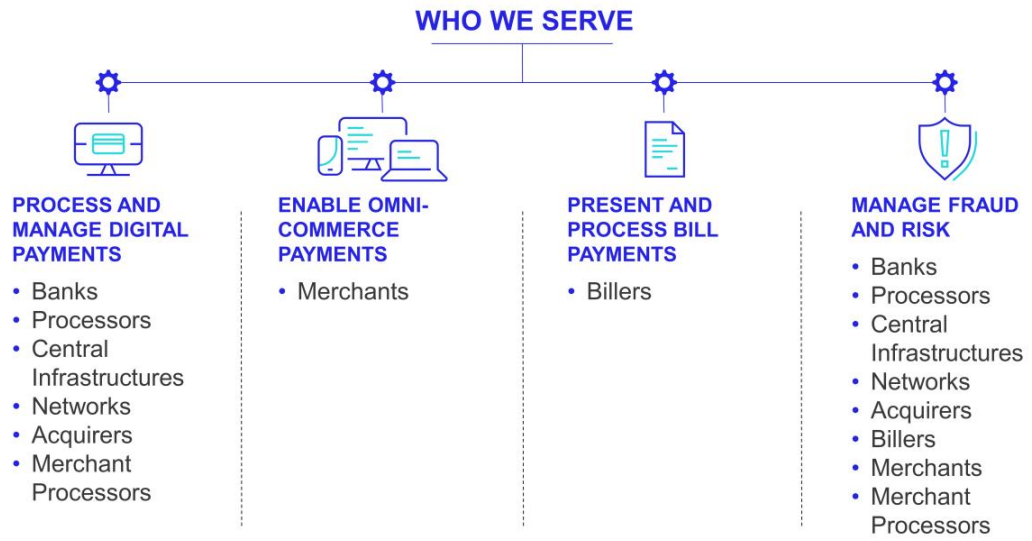 WHO WE SERVE
PROCESS AND
MANAGE DIGITAL
PAYMENTS
• Banks
• Processors
• Central
Infrastructures
• Networks
• Acquirers
• Merchant
Processors
ENABLE OMNI-
COMMERCE
PAYMENTS
• Merchants
PRESENT AND
PROCESS BILL
PAYMENTS
• Billers
MANAGE FRAUD
AND RISK
• Banks
• Processors
• Central
Infrastructures
• Networks
• Acquirers
• Billers
• Merchants
• Merchant
Processors